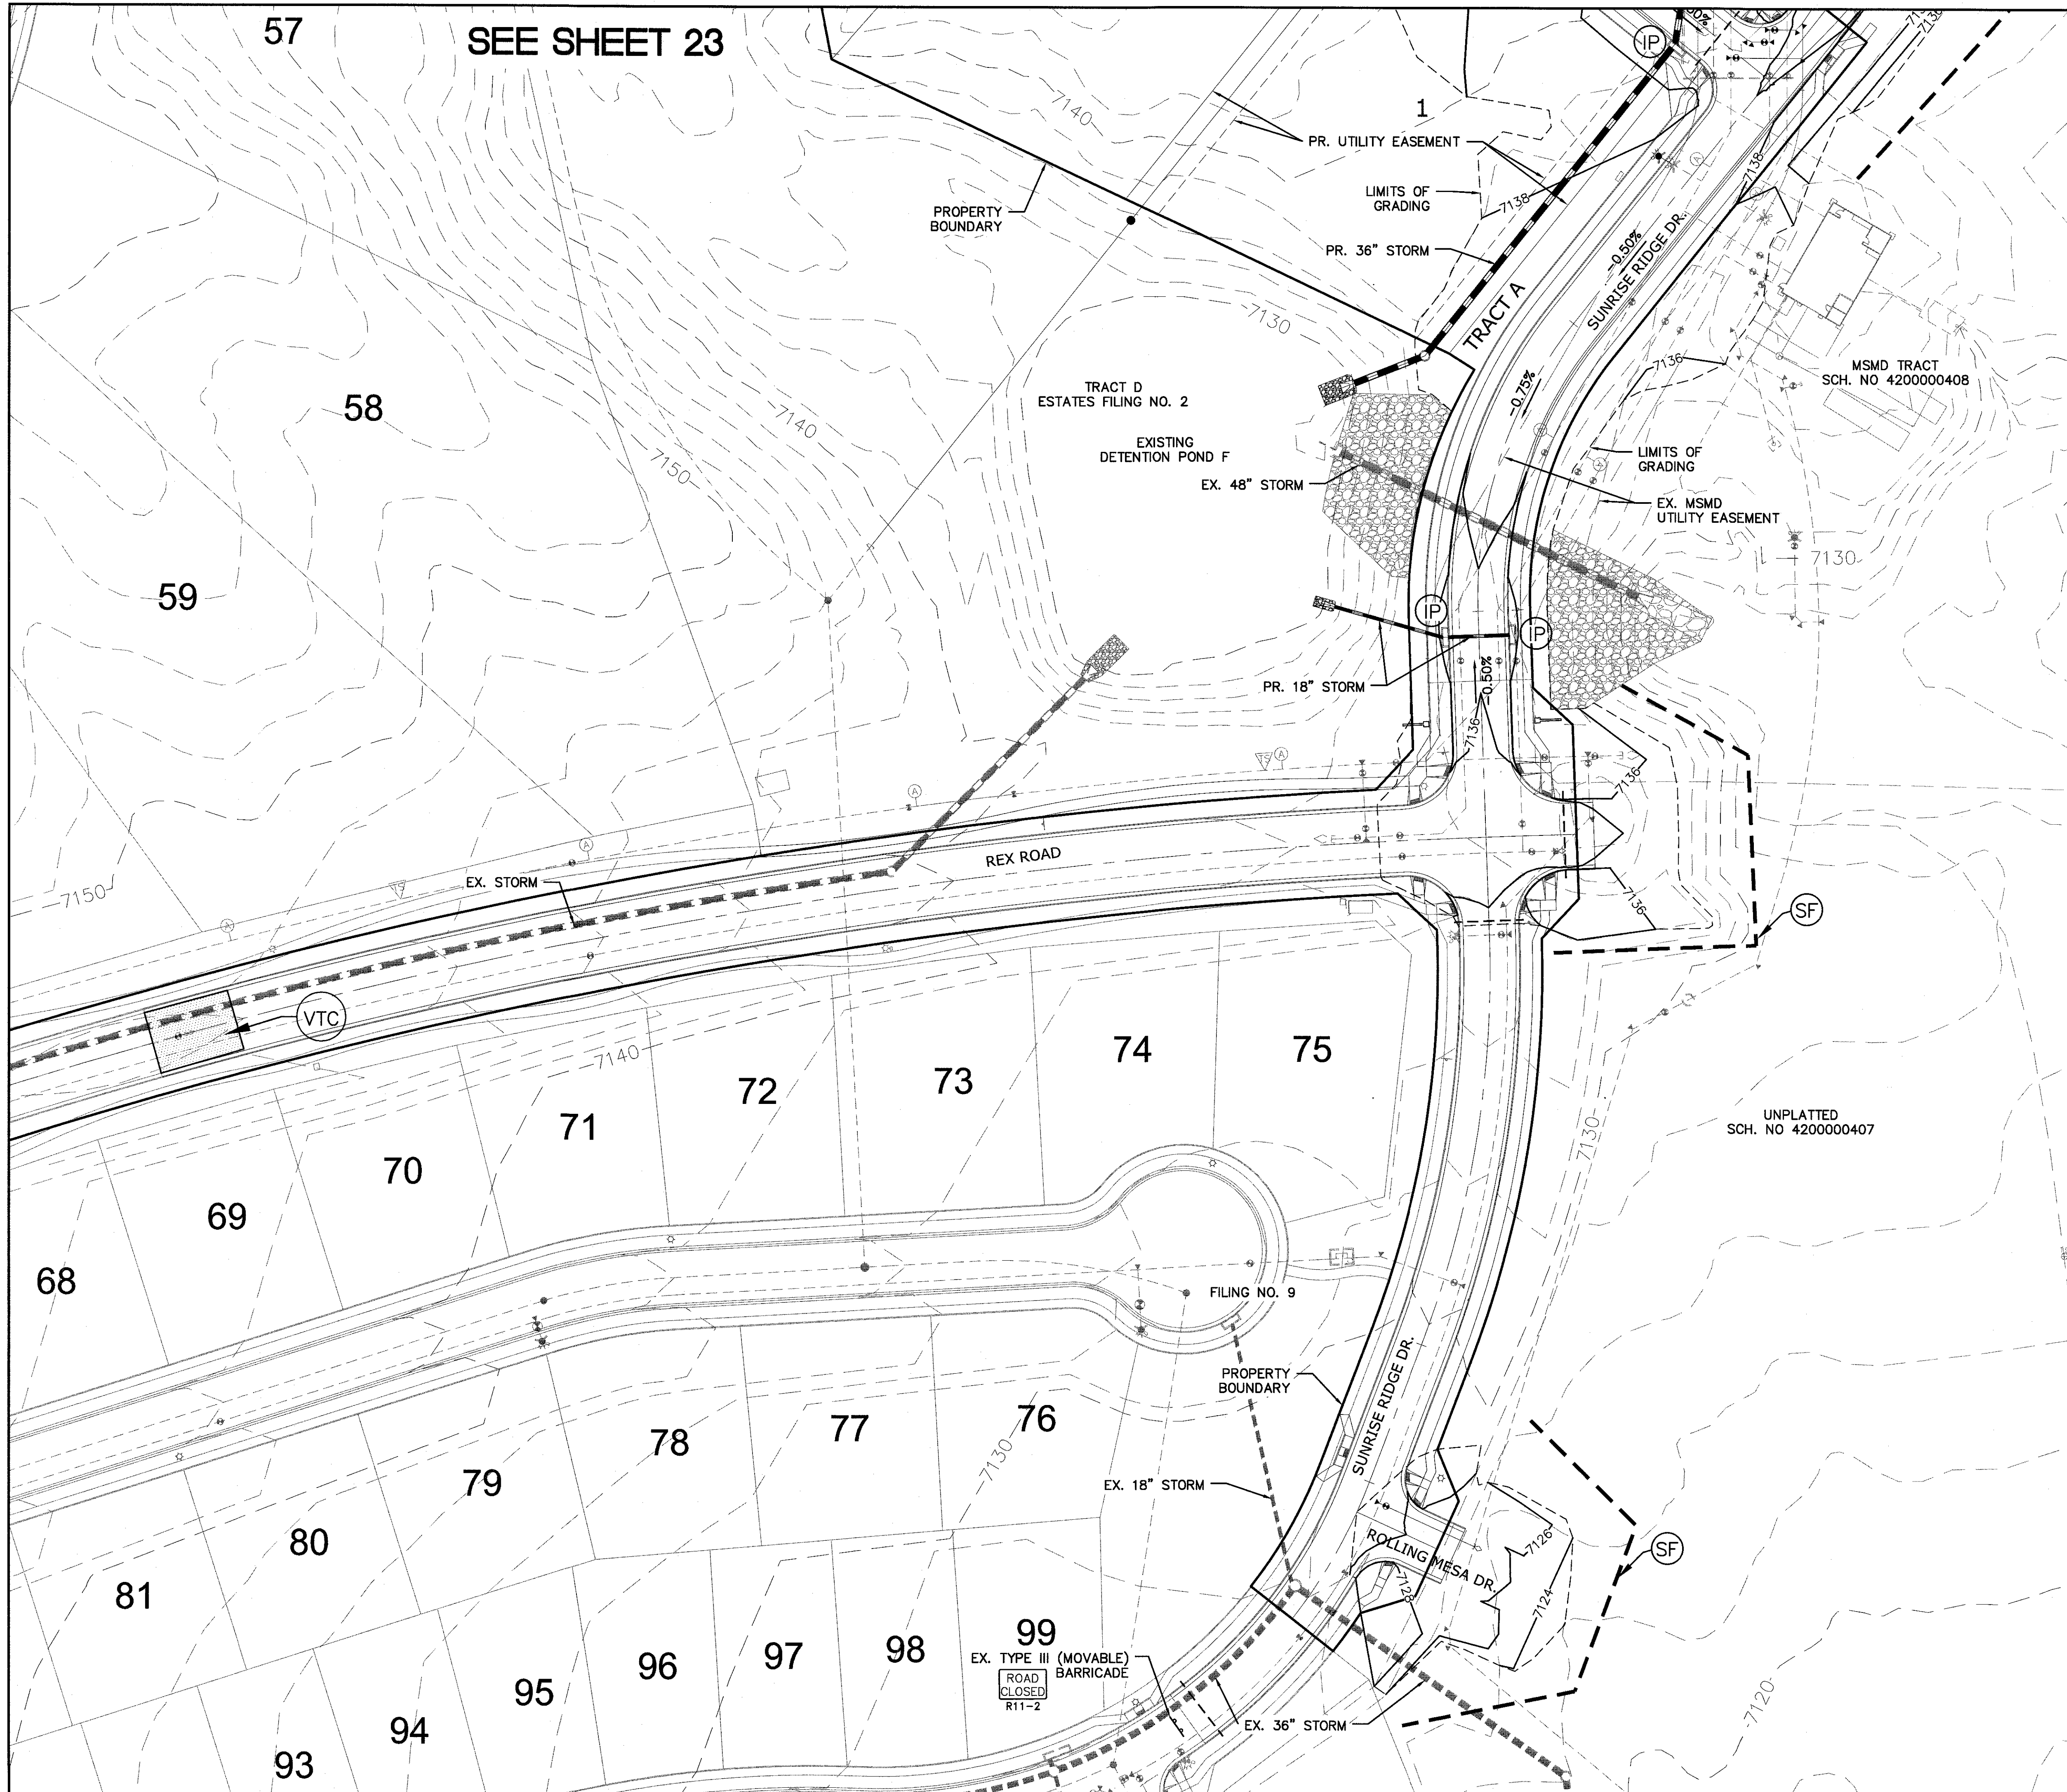 57
SEE SHEET 23
IP
1
7140
7138
PR. UTILITY EASEMENT
LIMITS OF
GRADING
7138
PROPERTY
BOUNDARY
PR. 36" STORM
-0.50%
SUNRISE RIDGE DR.
TRACT A
7130
7136
MSMD TRACT
SCH. NO 4200000408
TRACT D
ESTATES FILING NO. 2
-0.75%
58
7140
EXISTING
DETENTION POND F
7150
LIMITS OF
GRADING
EX. 48" STORM
EX. MSMD
UTILITY EASEMENT
7130
59
IP
IP
PR. 18" STORM
-0.50%
7136
TS
A
7136
A
REX ROAD
A
EX. STORM
TS
7150
A
7136
SF
VTC
7140
74
75
72
73
71
70
UNPLATTED
SCH. NO 4200000407
7130
69
68
FILING NO. 9
PROPERTY
BOUNDARY
SUNRISE RIDGE DR.
76
77
78
7130
79
EX. 18" STORM
80
81
ROLLING MESA DR.
7126
SF
7128
7124
99
98
97
96
95
94
93
EX. TYPE III (MOVABLE)
BARRICADE
ROAD
CLOSED
R11-2
EX. 36" STORM
7120